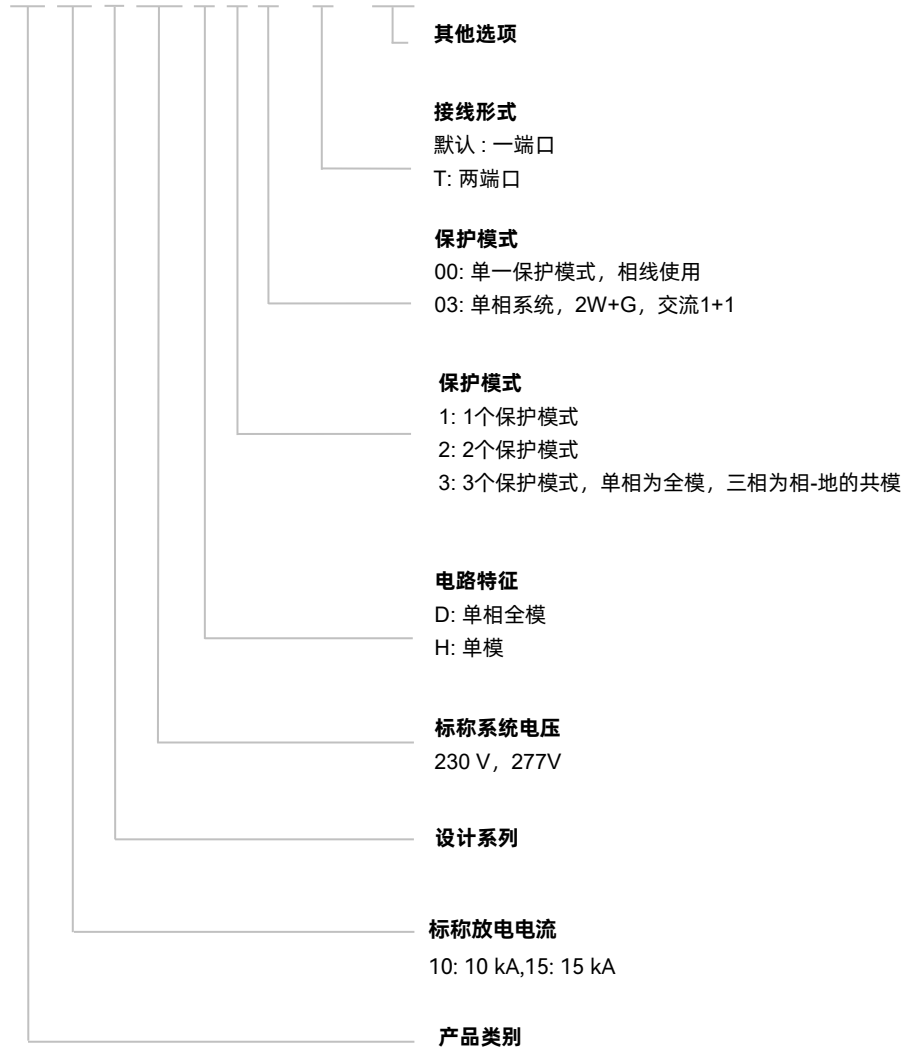 其他选项
接线形式
默认 : 一端口
T: 两端口
保护模式
00: 单一保护模式，相线使用
03: 单相系统，2W+G，交流1+1
保护模式
1: 1个保护模式
2: 2个保护模式
3: 3个保护模式，单相为全模，三相为相-地的共模
电路特征
D: 单相全模
H: 单模
标称系统电压
230 V，277V
设计系列
标称放电电流
10: 10 kA,15: 15 kA
产品类别